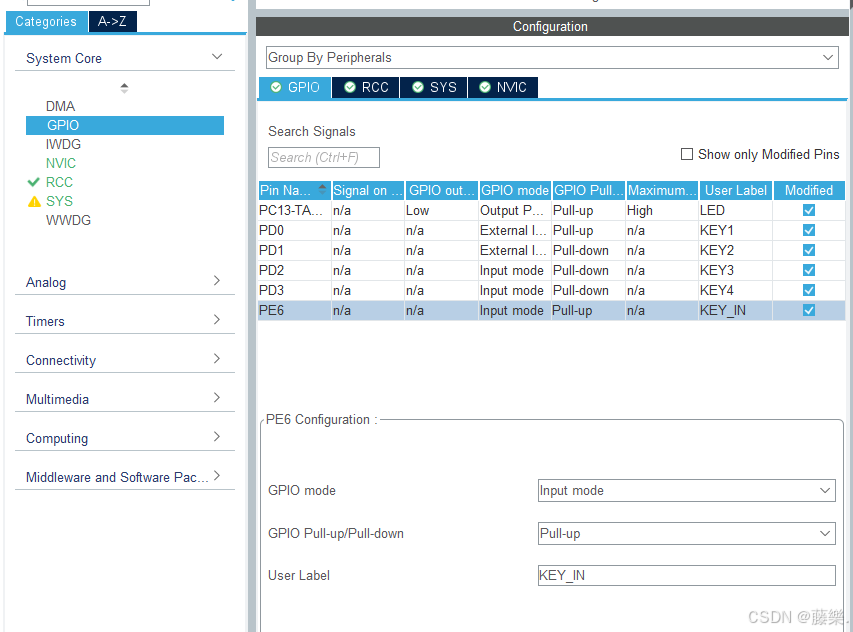 Categories A->Z
System Core
DMA
GPIO
IWDG
NVIC
RCC
SYS
WWDG
Analog
Timers
Connectivity
Multimedia
Computing
Middleware and Software Pac...
Configuration
Group By Peripherals
GPIO RCC SYS NVIC
Search Signals
Search (Ctrl+F)
Show only Modified Pins
Pin Na... Signal on ... GPIO out... GPIO mode GPIO Pull... Maximum... User Label Modified
PC13-TA... n/a Low Output P... Pull-up High LED
PD0 n/a n/a External I... Pull-up n/a KEY1
PD1 n/a n/a External I... Pull-down n/a KEY2
PD2 n/a n/a Input mode Pull-down n/a KEY3
PD3 n/a n/a Input mode Pull-down n/a KEY4
PE6 n/a n/a Input mode Pull-up n/a KEY_IN
PE6 Configuration :
GPIO mode Input mode
GPIO Pull-up/Pull-down Pull-up
User Label KEY_IN
CSDN @藤樂.